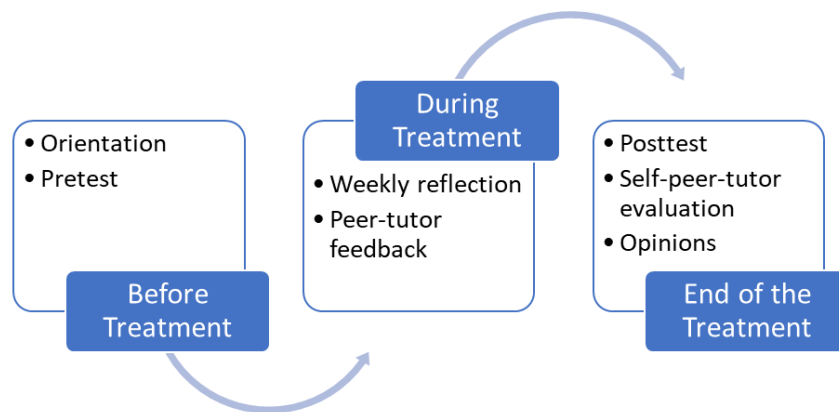 • Orientation
• Pretest
Before
Treatment
During
Treatment
• Weekly reflection
• Peer-tutor
feedback
• Posttest
• Self-peer-tutor
evaluation
• Opinions
End of the
Treatment